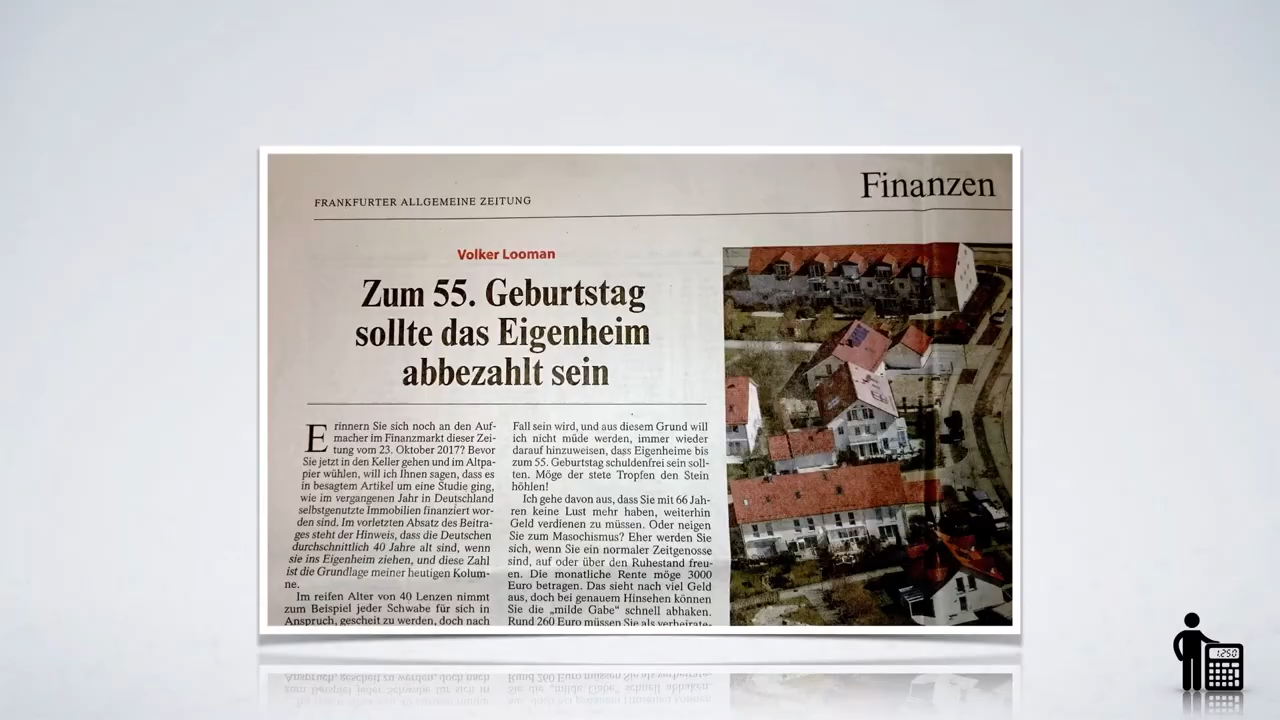 FRANKFURTER ALLGEMEINE ZEITUNG
Finanzen
Volker Looman
Zum 55. Geburtstag
sollte das Eigenheim
abbezahlt sein
Erinnern Sie sich noch an den Auf-
macher im Finanzmarkt dieser Zei-
tung vom 23. Oktober 2017? Bevor
Sie jetzt in den Keller gehen und im Altpa-
pier wühlen, will ich Ihnen sagen, dass es
in besagtem Artikel um eine Studie ging,
wie im vergangenen Jahr in Deutschland
selbstgenutzte Immobilien finanziert wor-
den sind. Im vorletzten Absatz des Beitra-
ges steht der Hinweis, dass die Deutschen
durchschnittlich 40 Jahre alt sind, wenn
sie ins Eigenheim ziehen, und diese Zahl
ist die Grundlage meiner heutigen Kolum-
ne.
Im reifen Alter von 40 Lenzen nimmt
zum Beispiel jeder Schwabe für sich in
Anspruch, gescheit zu werden, doch nach
Fall sein wird, und aus diesem Grund will
ich nicht müde werden, immer wieder
darauf hinzuweisen, dass Eigenheime bis
zum 55. Geburtstag schuldenfrei sein soll-
ten. Möge der stete Tropfen den Stein
höhlen!
Ich gehe davon aus, dass Sie mit 66 Jah-
ren keine Lust mehr haben, weiterhin
Geld verdienen zu müssen. Oder neigen
Sie zum Masochismus? Eher werden Sie
sich, wenn Sie ein normaler Zeitgenosse
sind, auf oder über den Ruhestand freu-
en. Die monatliche Rente möge 3000
Euro betragen. Das sieht nach viel Geld
aus, doch bei genauem Hinsehen können
Sie die „milde Gabe“ schnell abhaken.
Rund 260 Euro müssen Sie als verheirate-
1,250